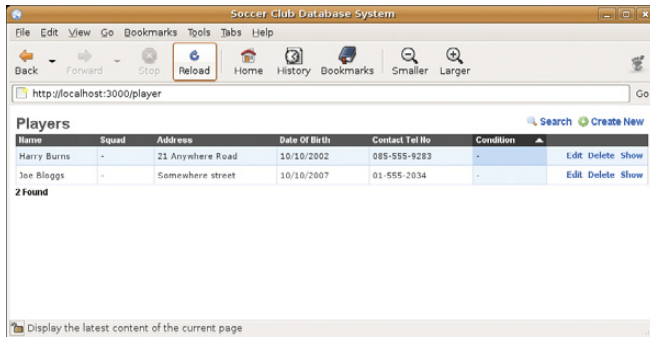 Soccer Club Database System
File Edit View Go Bookmarks Tools Tabs Help
Back Forward Stop Reload Home History Bookmarks Smaller Larger
http://localhost:3000/player Go
Players Search Create New
Name Squad Address Date Of Birth Contact Tel No Condition
Harry Burns - 21 Anywhere Road 10/10/2002 085-555-9283 - Edit Delete Show
Joe Bloggs - Somewhere street 10/10/2007 01-555-2034 - Edit Delete Show
2 Found
Display the latest content of the current page